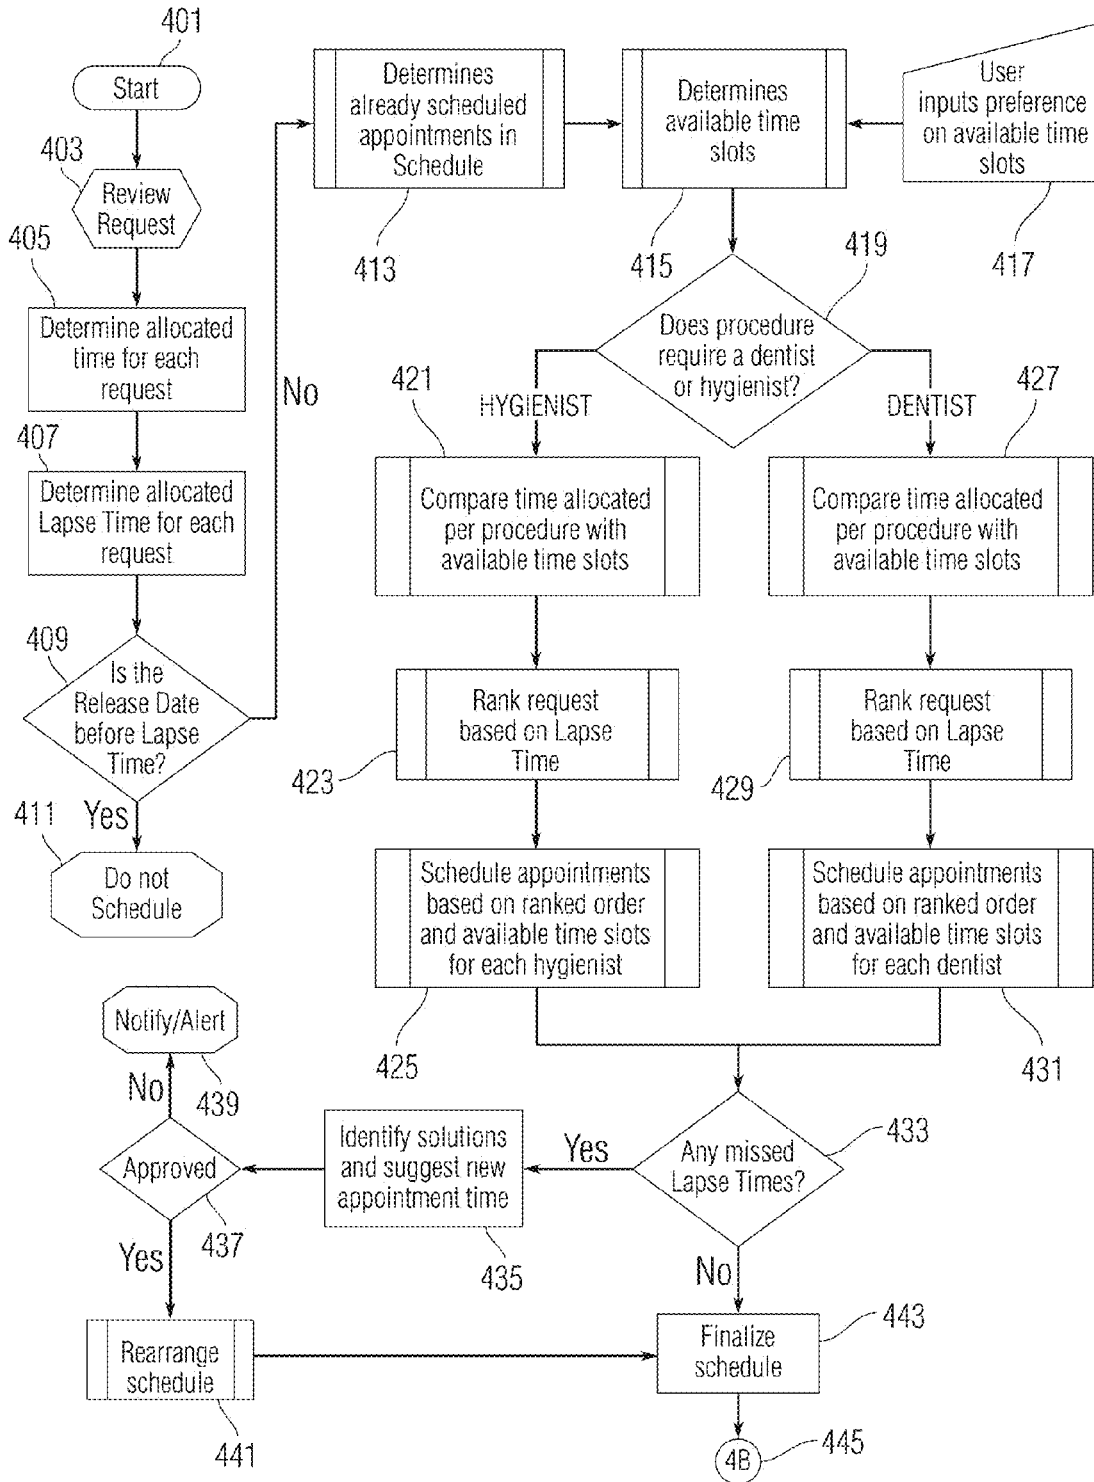 401
Start
403
Review
Request
405
Determine allocated
time for each
request
407
Determine allocated
Lapse Time for each
request
409
Is the
Release Date
before Lapse
Time?
No
Yes
411
Do not
Schedule
Determines
already scheduled
appointments in
Schedule
413
Determines
available time
slots
415
User
inputs preference
on available time
slots
417
419
Does procedure
require a dentist
or hygienist?
HYGIENIST
DENTIST
421
Compare time allocated
per procedure with
available time slots
427
Compare time allocated
per procedure with
available time slots
Rank request
based on Lapse
Time
423
Rank request
based on Lapse
Time
429
Schedule appointments
based on ranked order
and available time slots
for each hygienist
425
Schedule appointments
based on ranked order
and available time slots
for each dentist
431
433
Any missed
Lapse Times?
Yes
No
Identify solutions
and suggest new
appointment time
435
Approved
437
No
Notify/Alert
439
Yes
Rearrange
schedule
441
443
Finalize
schedule
4B
445